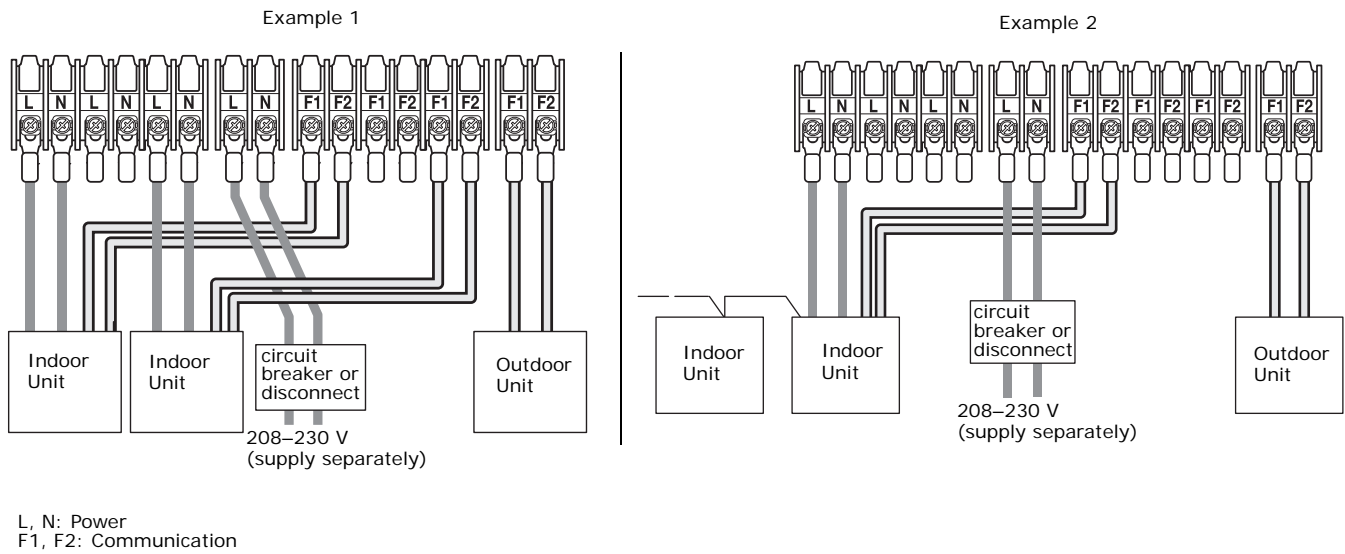 Example 1
L N L N L N L N F1 F2 F1 F2 F1 F2 F1 F2
Indoor
Unit
Indoor
Unit
circuit
breaker or
disconnect
208–230 V
(supply separately)
Outdoor
Unit
Example 2
L N L N L N L N F1 F2 F1 F2 F1 F2 F1 F2
Indoor
Unit
Indoor
Unit
circuit
breaker or
disconnect
208–230 V
(supply separately)
Outdoor
Unit
L, N: Power
F1, F2: Communication